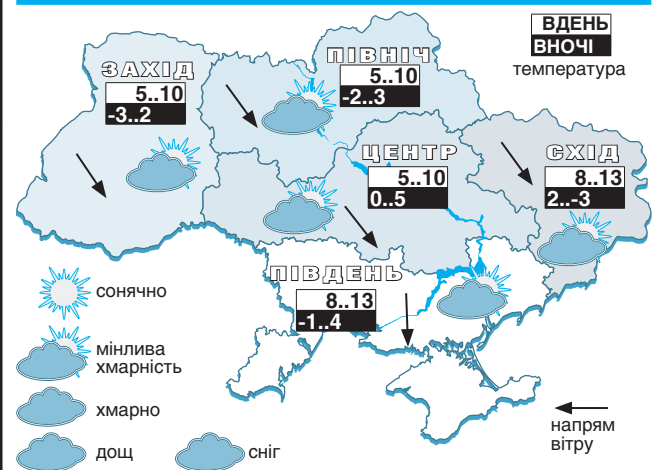 ВДЕНЬ
ВНОЧІ
температура
ПІВНІЧ
5..10
-2..3
ЗАХІД
5..10
-3..2
ЦЕНТР
5..10
0..5
СХІД
8..13
2..-3
ПІВДЕНЬ
8..13
-1..4
сонячно
мінлива
хмарність
хмарно
дощ
сніг
напрям
вітру